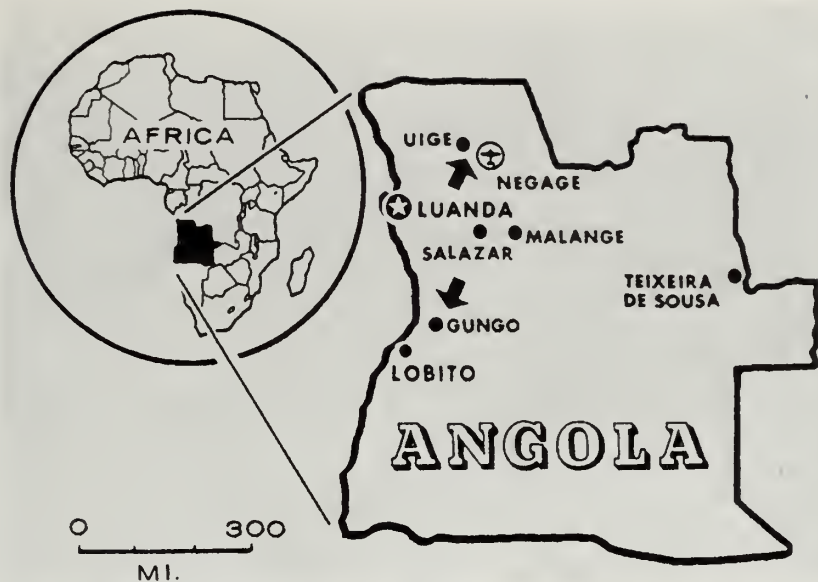 AFRICA
UIGE
NEGAGE
LUANDA
SALAZAR
MALANGE
TEIXEIRA
DE SOUSA
GUNGO
LOBITO
ANGOLA
0 300
MI.